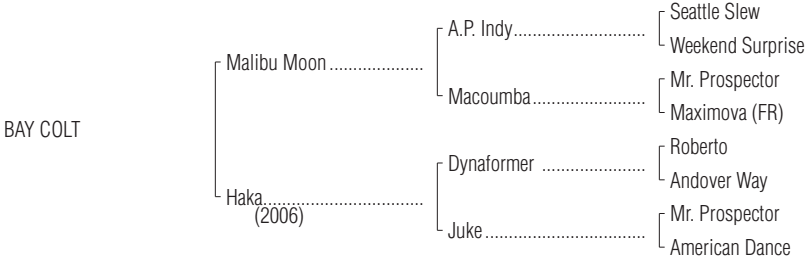 Seattle Slew
A.P. Indy..............................
Weekend Surprise
Malibu Moon .....................
Mr. Prospector
Macoumba..........................
Maximova (FR)
BAY COLT
Roberto
Dynaformer ........................
Andover Way
Haka.....................................
(2006)
Mr. Prospector
Juke.....................................
American Dance